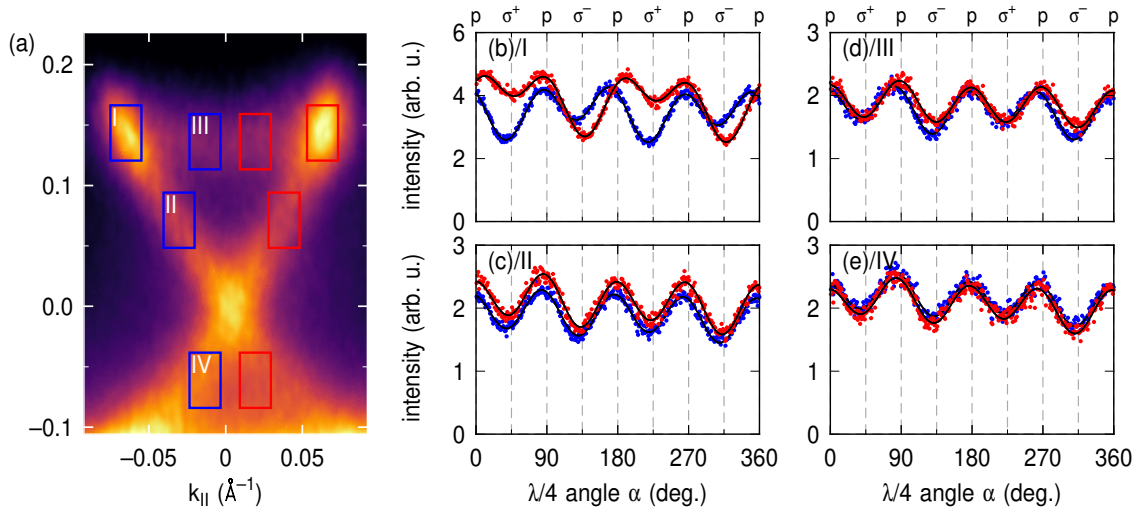 (a)
0.2
0.1
0.0
−0.1
I
III
II
IV
−0.05 0 0.05
k_II (Å⁻¹)
p σ⁺ p σ⁻ p σ⁺ p σ⁻ p
(b)/I
6
4
2
0
intensity (arb. u.)
(c)/II
3
2
1
0
intensity (arb. u.)
0 90 180 270 360
λ/4 angle α (deg.)
p σ⁺ p σ⁻ p σ⁺ p σ⁻ p
(d)/III
3
2
1
0
(e)/IV
3
2
1
0
0 90 180 270 360
λ/4 angle α (deg.)